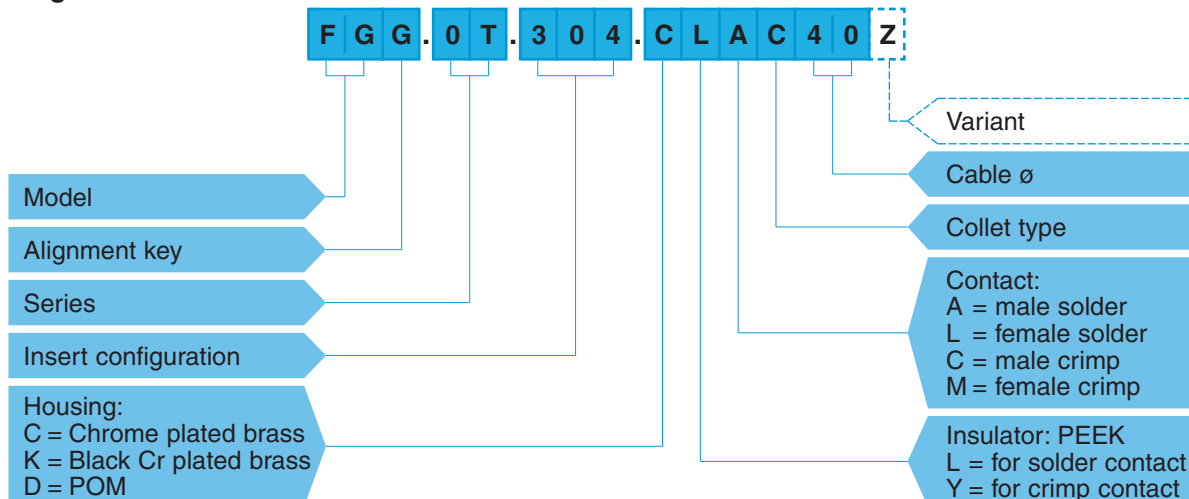 FGG.0T.304.CLAC40Z
Variant
Cable ø
Collet type
Contact:
A = male solder
L = female solder
C = male crimp
M = female crimp
Insulator: PEEK
L = for solder contact
Y = for crimp contact
Model
Alignment key
Series
Insert configuration
Housing:
C = Chrome plated brass
K = Black Cr plated brass
D = POM